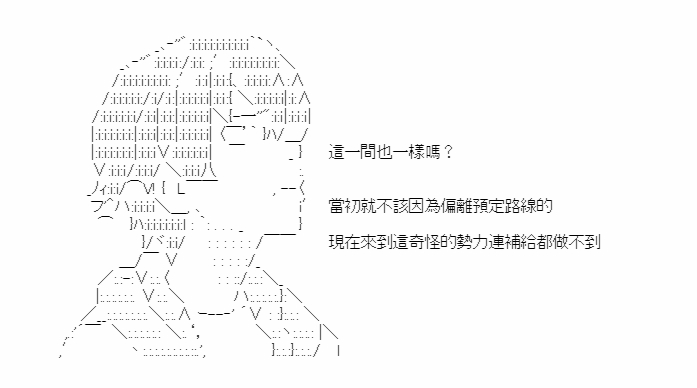 這一間也一樣嗎？
當初就不該因為偏離預定路線的
現在來到這奇怪的勢力連補給都做不到